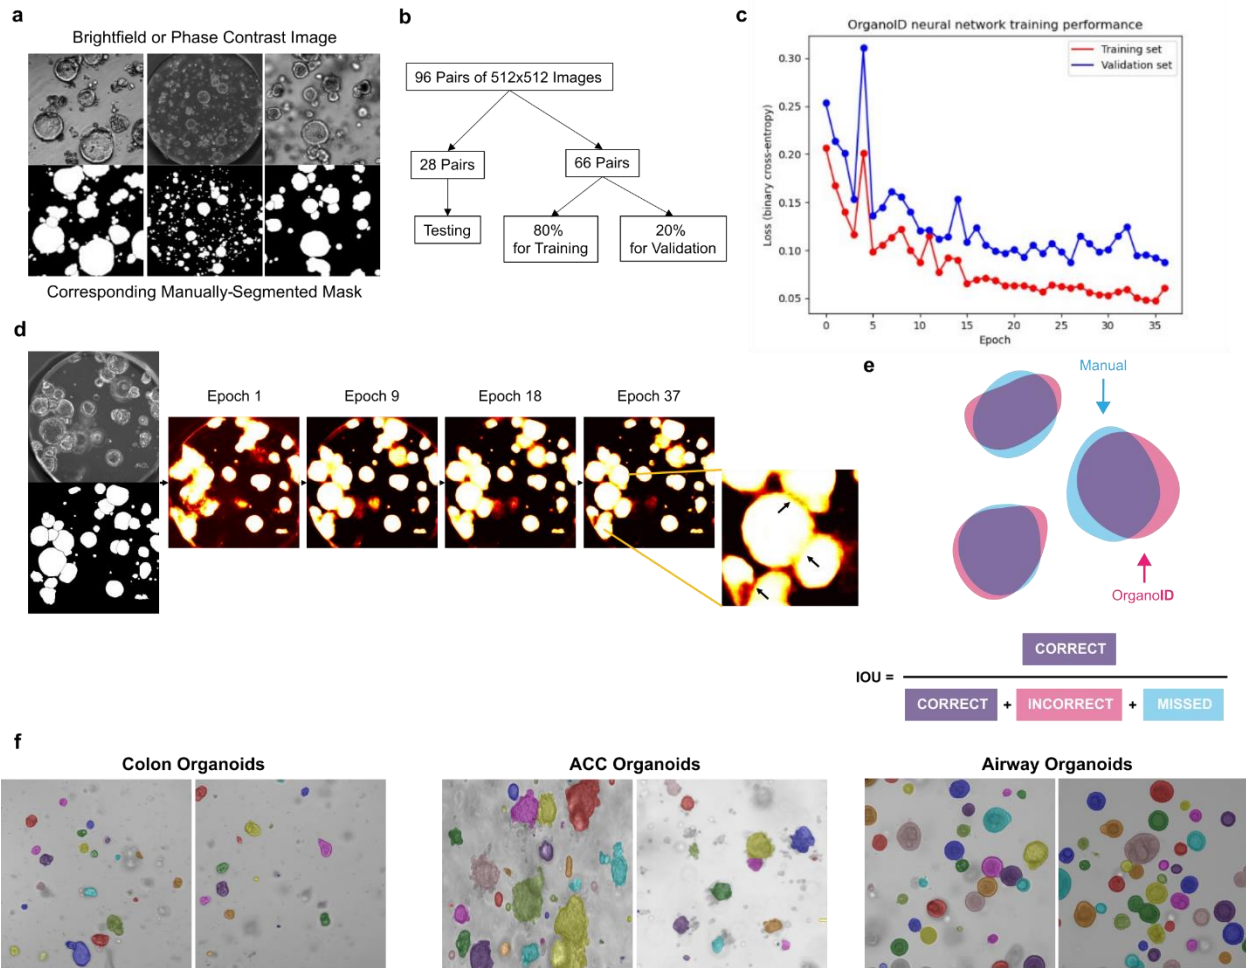 a
Brightfield or Phase Contrast Image
Corresponding Manually-Segmented Mask
b
96 Pairs of 512x512 Images
28 Pairs
66 Pairs
Testing
80%
for Training
20%
for Validation
c
OrganoID neural network training performance
Training set
Validation set
0.30
0.25
0.20
0.15
0.10
0.05
Loss (binary cross-entropy)
0
5
10
15
20
25
30
35
Epoch
d
Epoch 1
Epoch 9
Epoch 18
Epoch 37
e
Manual
OrganoID
IOU =
CORRECT
CORRECT + INCORRECT + MISSED
f
Colon Organoids
ACC Organoids
Airway Organoids